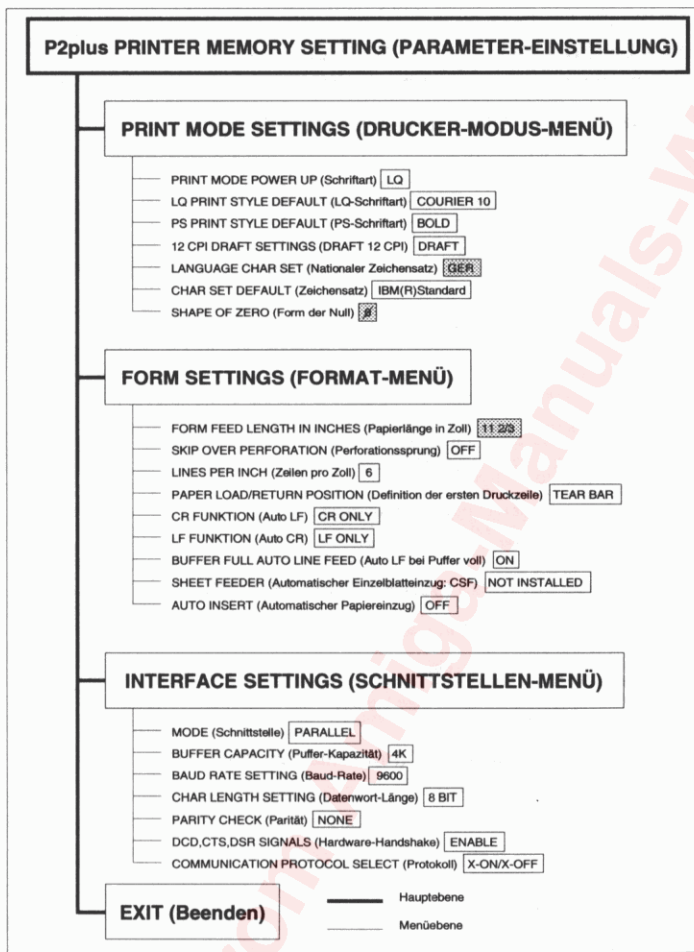 P2plus PRINTER MEMORY SETTING (PARAMETER-EINSTELLUNG)
PRINT MODE SETTINGS (DRUCKER-MODUS-MENÜ)
PRINT MODE POWER UP (Schriftart) LQ
LQ PRINT STYLE DEFAULT (LQ-Schriftart) COURIER 10
PS PRINT STYLE DEFAULT (PS-Schriftart) BOLD
12 CPI DRAFT SETTINGS (DRAFT 12 CPI) DRAFT
LANGUAGE CHAR SET (Nationaler Zeichensatz) GER
CHAR SET DEFAULT (Zeichensatz) IBM(R)Standard
SHAPE OF ZERO (Form der Null)
FORM SETTINGS (FORMAT-MENÜ)
FORM FEED LENGTH IN INCHES (Papierlänge in Zoll) 11 2/3
SKIP OVER PERFORATION (Perforationssprung) OFF
LINES PER INCH (Zeilen pro Zoll) 6
PAPER LOAD/RETURN POSITION (Definition der ersten Druckzeile) TEAR BAR
CR FUNKTION (Auto LF) CR ONLY
LF FUNKTION (Auto CR) LF ONLY
BUFFER FULL AUTO LINE FEED (Auto LF bei Puffer voll) ON
SHEET FEEDER (Automatischer Einzelblatteinzug: CSF) NOT INSTALLED
AUTO INSERT (Automatischer Papiereinzug) OFF
INTERFACE SETTINGS (SCHNITTSTELLEN-MENÜ)
MODE (Schnittstelle) PARALLEL
BUFFER CAPACITY (Puffer-Kapazität) 4K
BAUD RATE SETTING (Baud-Rate) 9600
CHAR LENGTH SETTING (Datenwort-Länge) 8 BIT
PARITY CHECK (Parität) NONE
DCD,CTS,DSR SIGNALS (Hardware-Handshake) ENABLE
COMMUNICATION PROTOCOL SELECT (Protokoll) X-ON/X-OFF
EXIT (Beenden)
Hauptebene
Menüebene